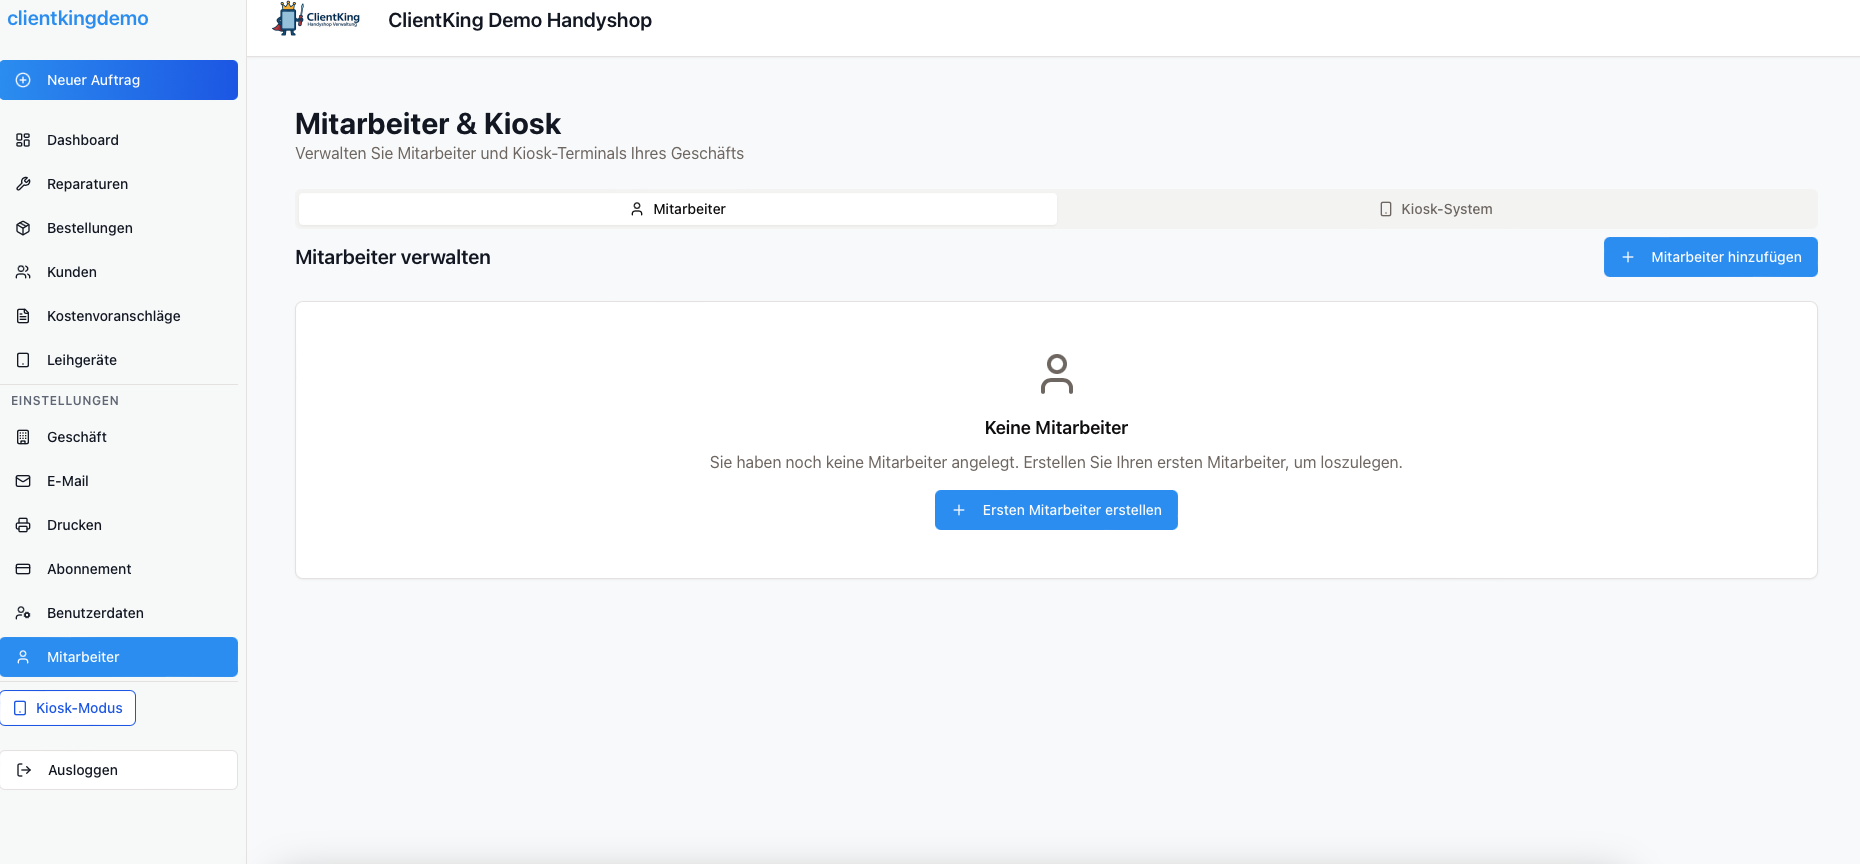 clientkingdemo
ClientKing
Handyshop Verwaltung
ClientKing Demo Handyshop
Neuer Auftrag
Dashboard
Reparaturen
Bestellungen
Kunden
Kostenvoranschläge
Leihgeräte
EINSTELLUNGEN
Geschäft
E-Mail
Drucken
Abonnement
Benutzerdaten
Mitarbeiter
Kiosk-Modus
Ausloggen
Mitarbeiter & Kiosk
Verwalten Sie Mitarbeiter und Kiosk-Terminals Ihres Geschäfts
Mitarbeiter
Kiosk-System
Mitarbeiter verwalten
Mitarbeiter hinzufügen
Keine Mitarbeiter
Sie haben noch keine Mitarbeiter angelegt. Erstellen Sie Ihren ersten Mitarbeiter, um loszulegen.
Ersten Mitarbeiter erstellen